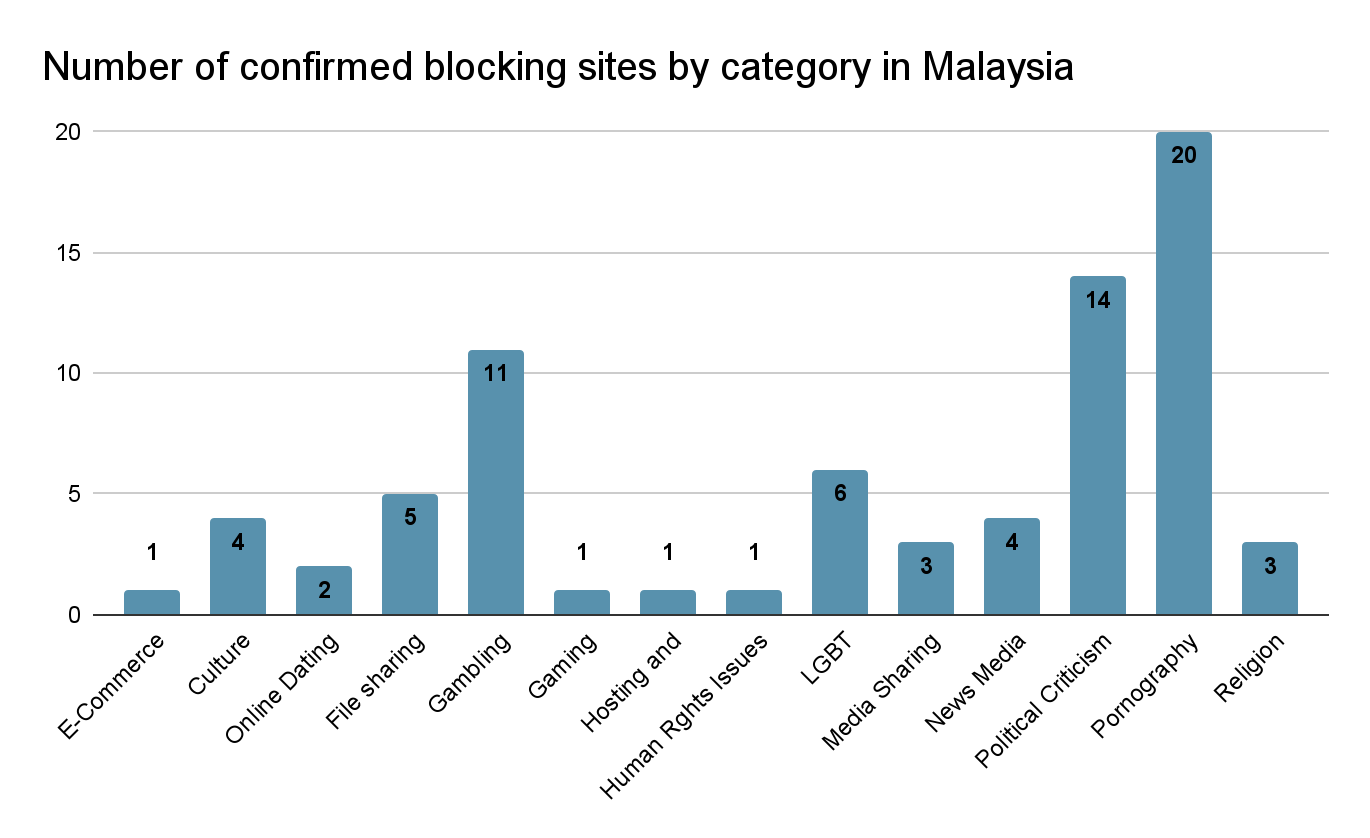 Number of confirmed blocking sites by category in Malaysia
20
15
10
5
0
1
4
2
5
11
1
1
1
6
3
4
14
20
3
E-Commerce
Culture
Online Dating
File sharing
Gambling
Gaming
Hosting and
Human Rghts Issues
LGBT
Media Sharing
News Media
Political Criticism
Pornography
Religion